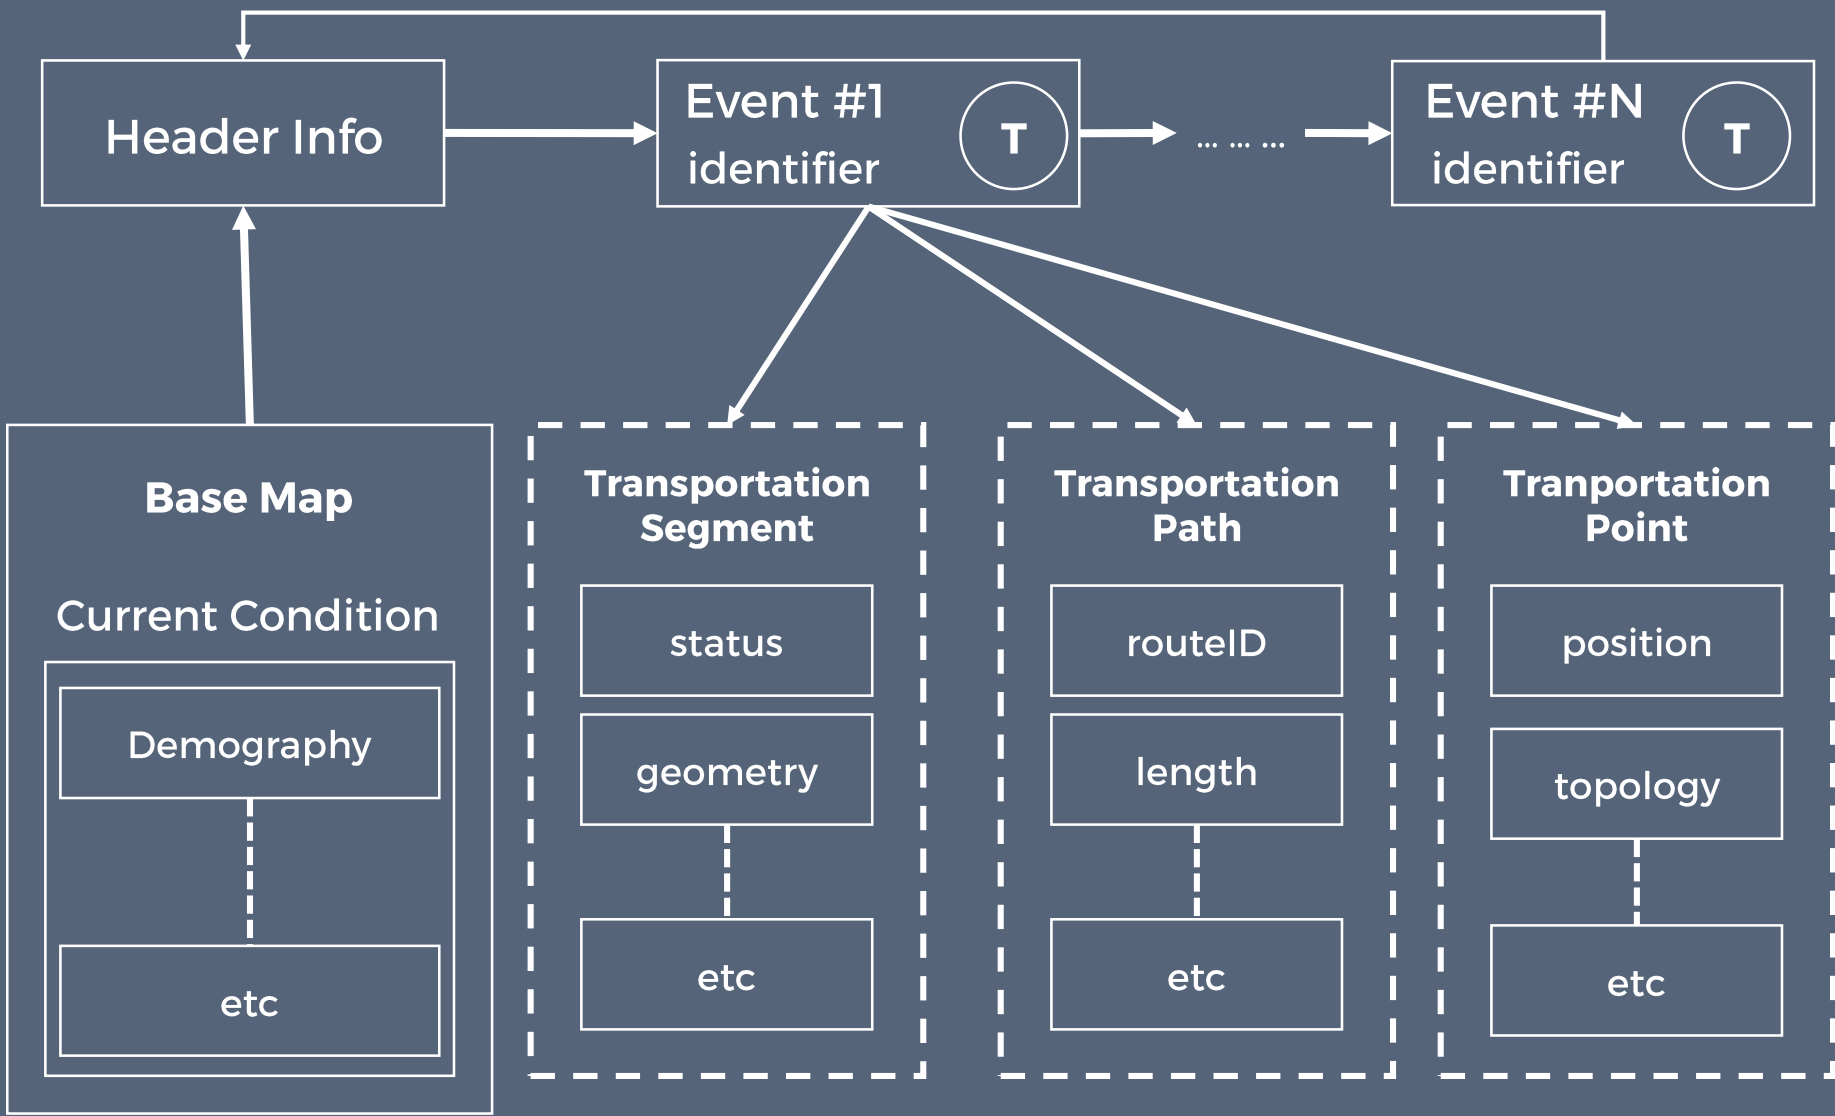 Header Info
Event #1
identifier
T
... ... ...
Event #N
identifier
T
Base Map
Current Condition
Demography
etc
Transportation
Segment
status
geometry
etc
Transportation
Path
routeID
length
etc
Tranportation
Point
position
topology
etc